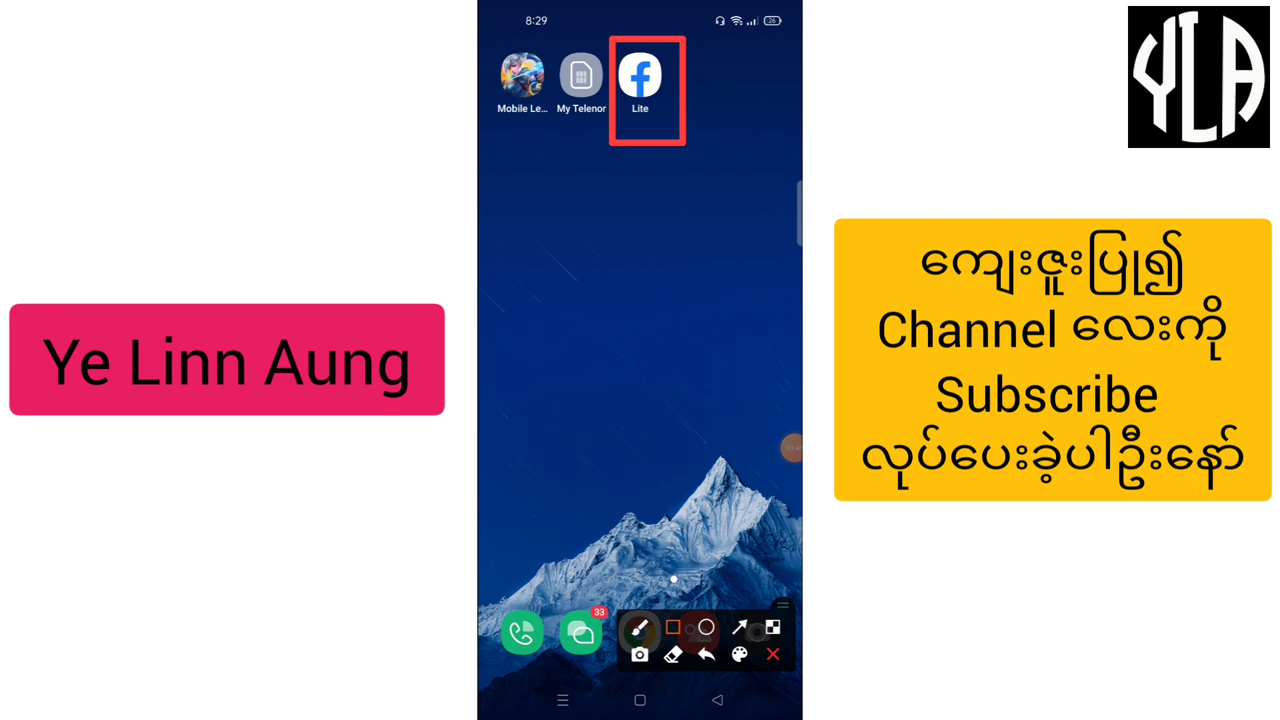 8:29
26
YLA
Mobile Le...
My Telenor
Lite
Ye Linn Aung
ကျေးဇူးပြု၍
Channel လေးကို
Subscribe
လုပ်ပေးခဲ့ပါဦးနော်
33